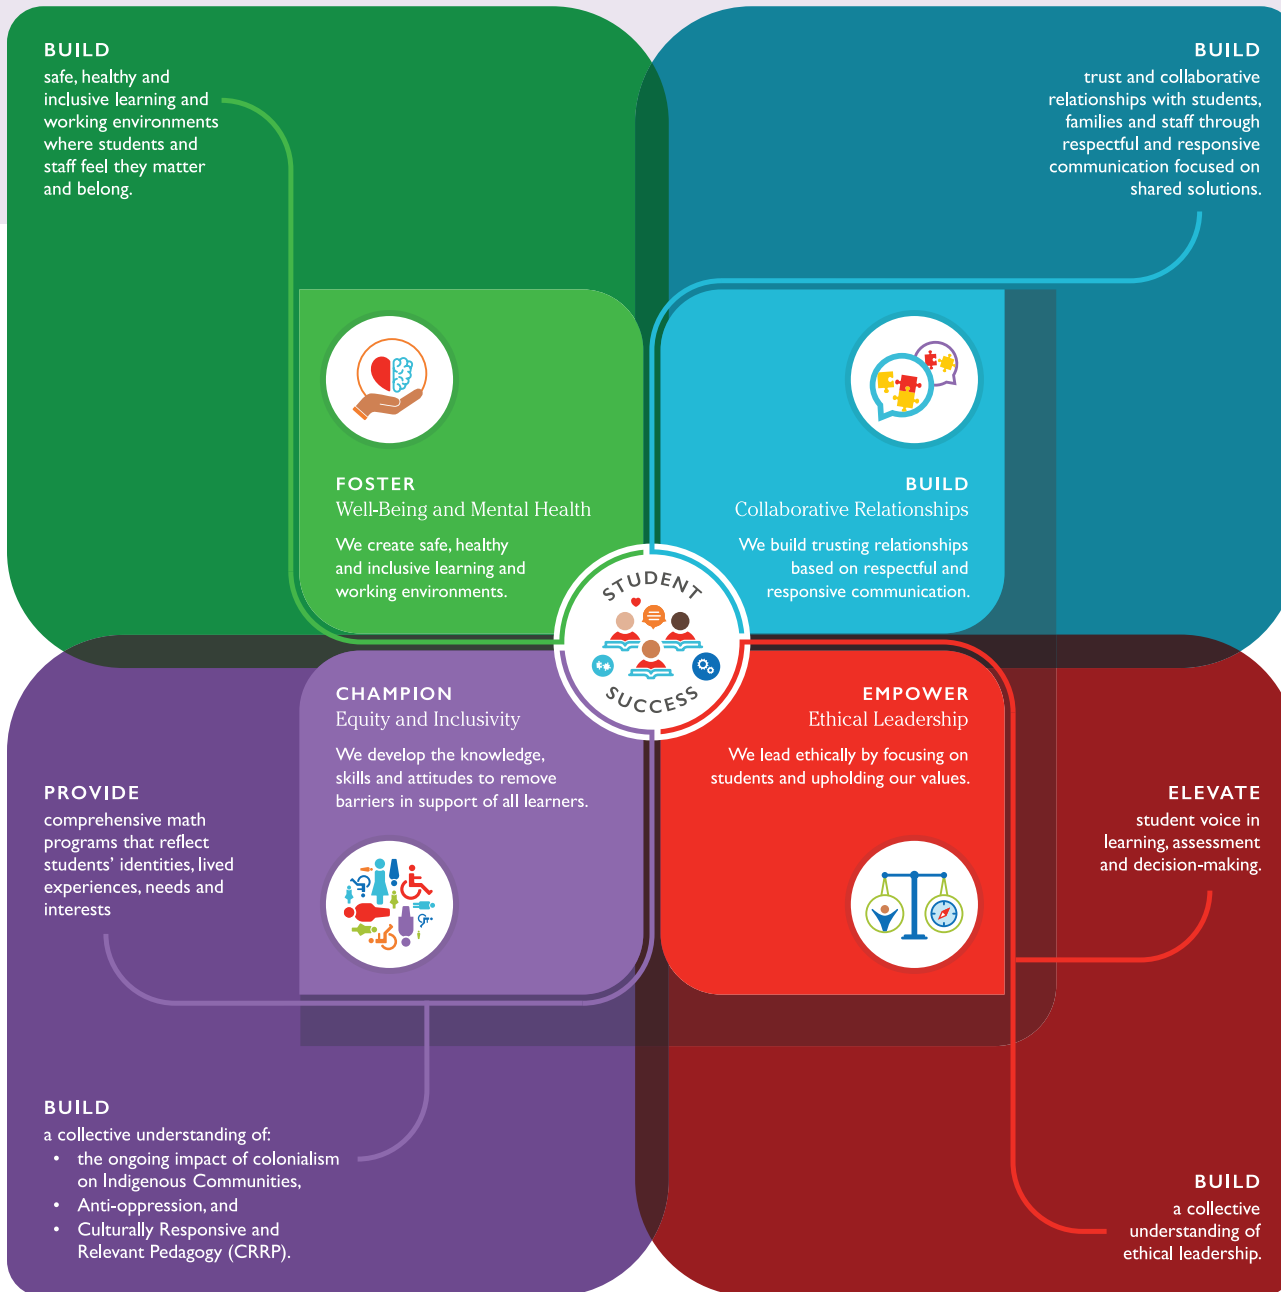 BUILD
safe, healthy and
inclusive learning and
working environments
where students and
staff feel they matter
and belong.
BUILD
trust and collaborative
relationships with students,
families and staff through
respectful and responsive
communication focused on
shared solutions.
FOSTER
Well-Being and Mental Health
We create safe, healthy
and inclusive learning and
working environments.
BUILD
Collaborative Relationships
We build trusting relationships
based on respectful and
responsive communication.
STUDENT
SUCCESS
CHAMPION
Equity and Inclusivity
We develop the knowledge,
skills and attitudes to remove
barriers in support of all learners.
EMPOWER
Ethical Leadership
We lead ethically by focusing on
students and upholding our values.
PROVIDE
comprehensive math
programs that reflect
students’ identities, lived
experiences, needs and
interests
ELEVATE
student voice in
learning, assessment
and decision-making.
BUILD
a collective understanding of:
• the ongoing impact of colonialism
on Indigenous Communities,
• Anti-oppression, and
• Culturally Responsive and
Relevant Pedagogy (CRRP).
BUILD
a collective
understanding of
ethical leadership.